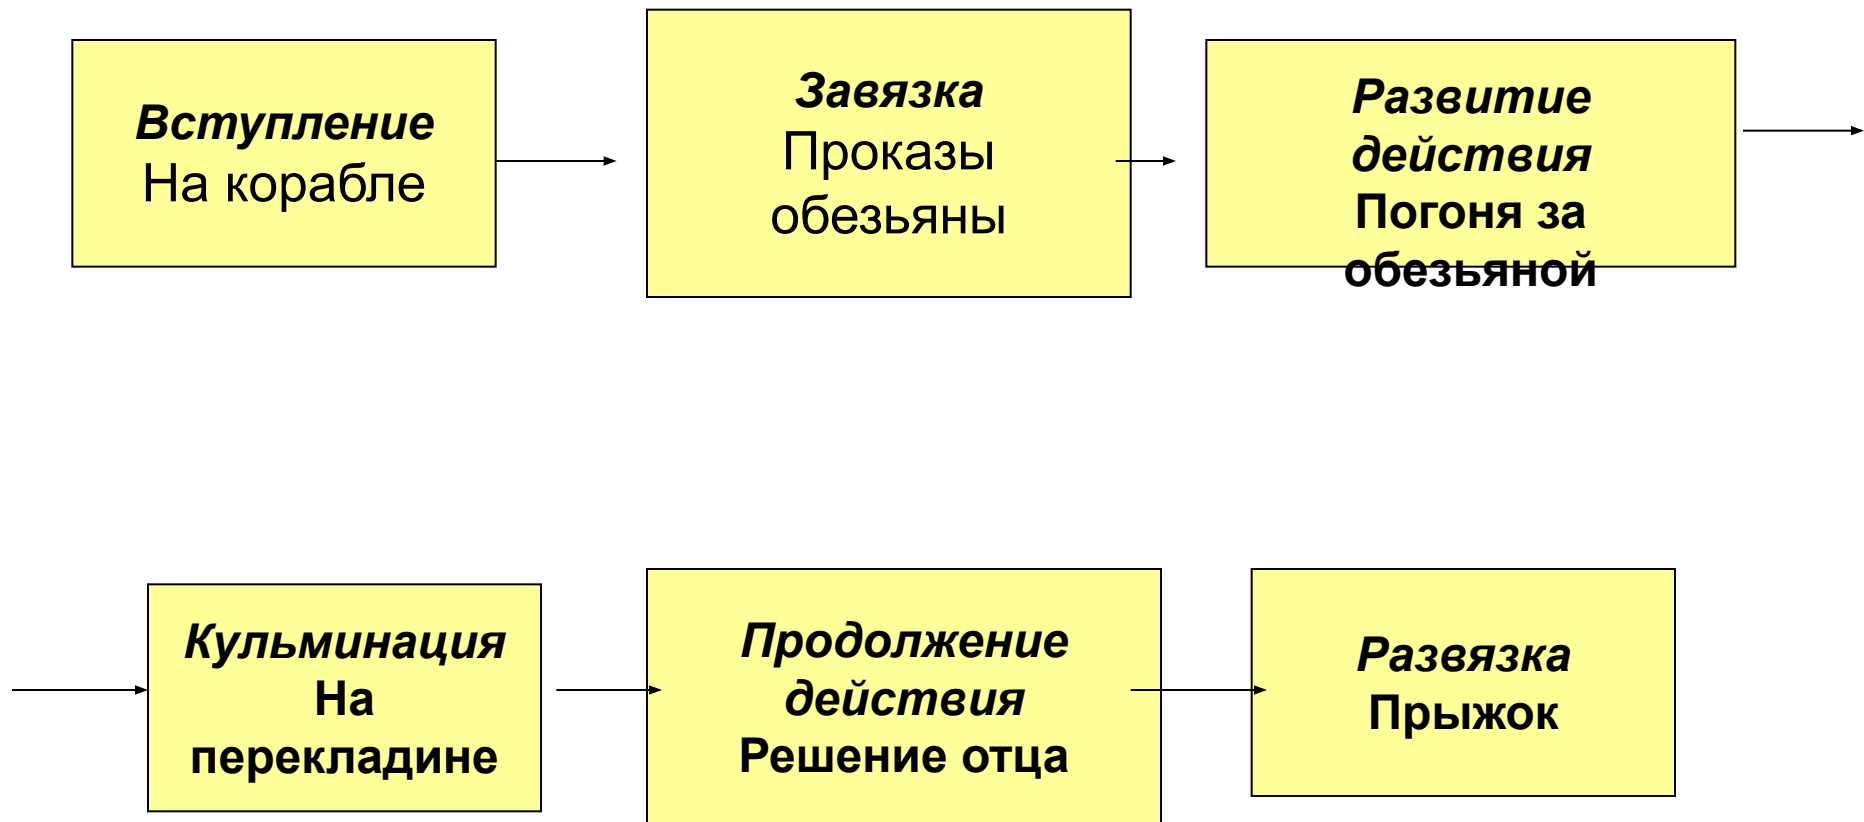 Вступление
На корабле
Завязка
Проказы
обезьяны
Развитие
действия
Погоня за
обезьяной
Кульминация
На
перекладине
Продолжение
действия
Решение отца
Развязка
Прыжок